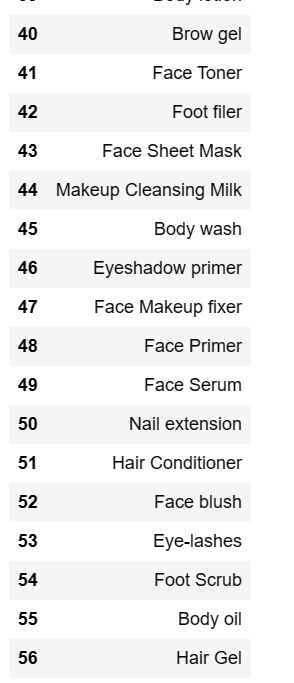 40 Brow gel
41 Face Toner
42 Foot filer
43 Face Sheet Mask
44 Makeup Cleansing Milk
45 Body wash
46 Eyeshadow primer
47 Face Makeup fixer
48 Face Primer
49 Face Serum
50 Nail extension
51 Hair Conditioner
52 Face blush
53 Eye-lashes
54 Foot Scrub
55 Body oil
56 Hair Gel